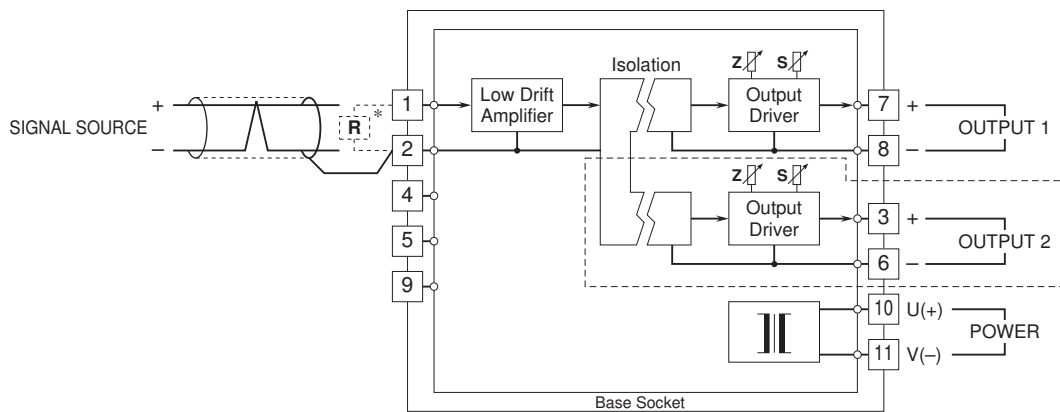 Isolation
Z S
+ 1 Low Drift
Amplifier Output
Driver 7 +
SIGNAL SOURCE R * OUTPUT 1
– 2 8 –
4 Z S
Output
Driver 3 +
5 OUTPUT 2
6 –
9
10 U(+)
POWER
11 V(–)
Base Socket